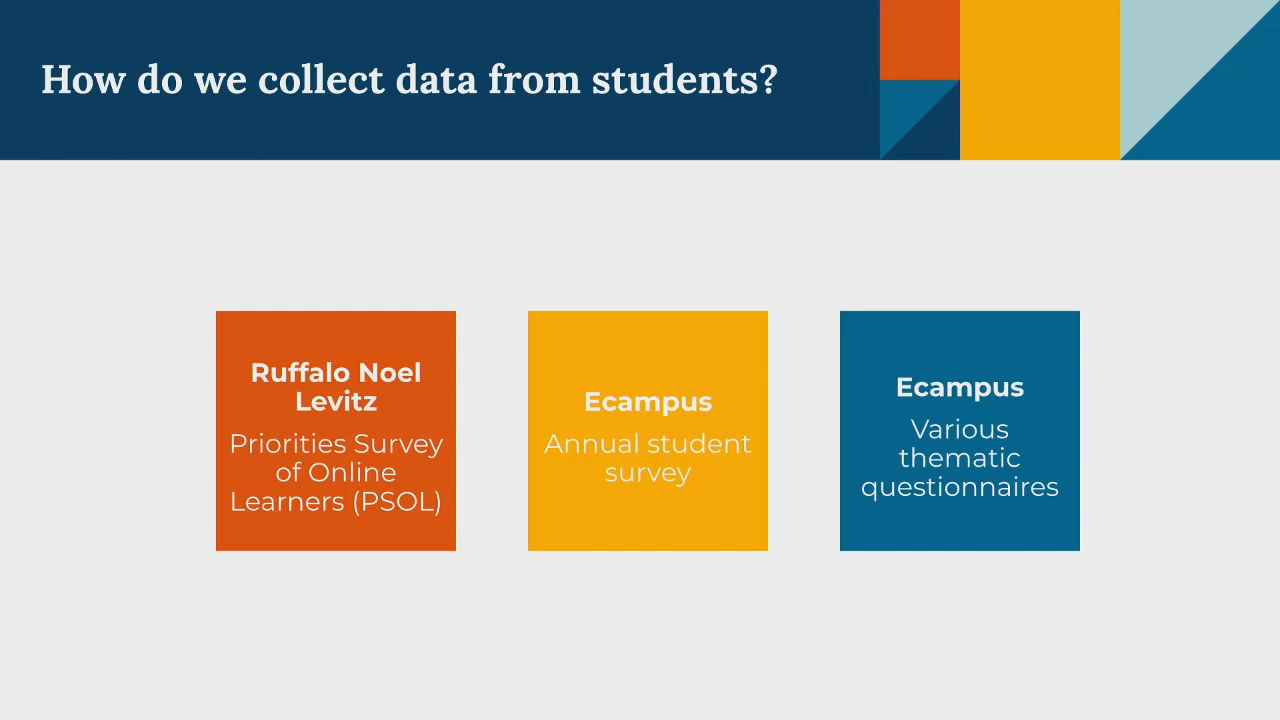 How do we collect data from students?
Ruffalo Noel
Levitz
Priorities Survey
of Online
Learners (PSOL)
Ecampus
Annual student
survey
Ecampus
Various
thematic
questionnaires